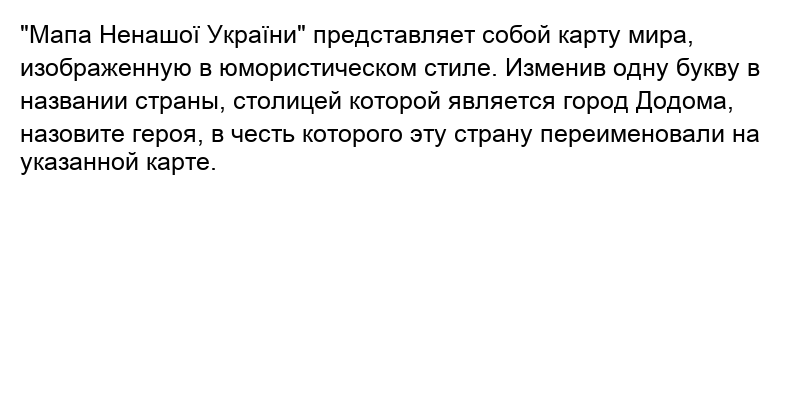 "Мапа Ненашої України" представляет собой карту мира,
изображенную в юмористическом стиле. Изменив одну букву в
названии страны, столицей которой является город Додома,
назовите героя, в честь которого эту страну переименовали на
указанной карте.